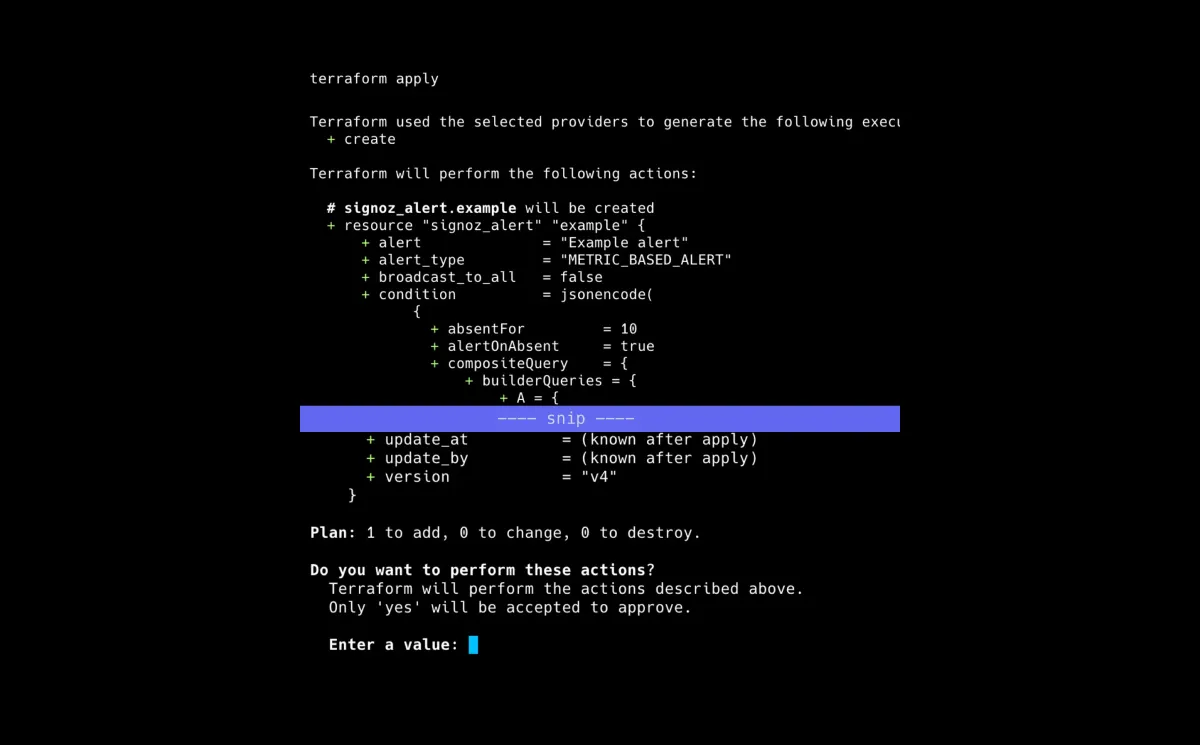 terraform apply
Terraform used the selected providers to generate the following
+ create
Terraform will perform the following actions:
# signoz_alert.example will be created
+ resource "signoz_alert" "example" {
+ alert = "Example alert"
+ alert_type = "METRIC_BASED_ALERT"
+ broadcast_to_all = false
+ condition = jsonencode(
{
+ absentFor = 10
+ alertOnAbsent = true
+ compositeQuery = {
+ builderQueries = {
+ A = {
---- snip ----
+ update_at = (known after apply)
+ update_by = (known after apply)
+ version = "v4"
}
Plan: 1 to add, 0 to change, 0 to destroy.
Do you want to perform these actions?
Terraform will perform the actions described above.
Only 'yes' will be accepted to approve.
Enter a value: